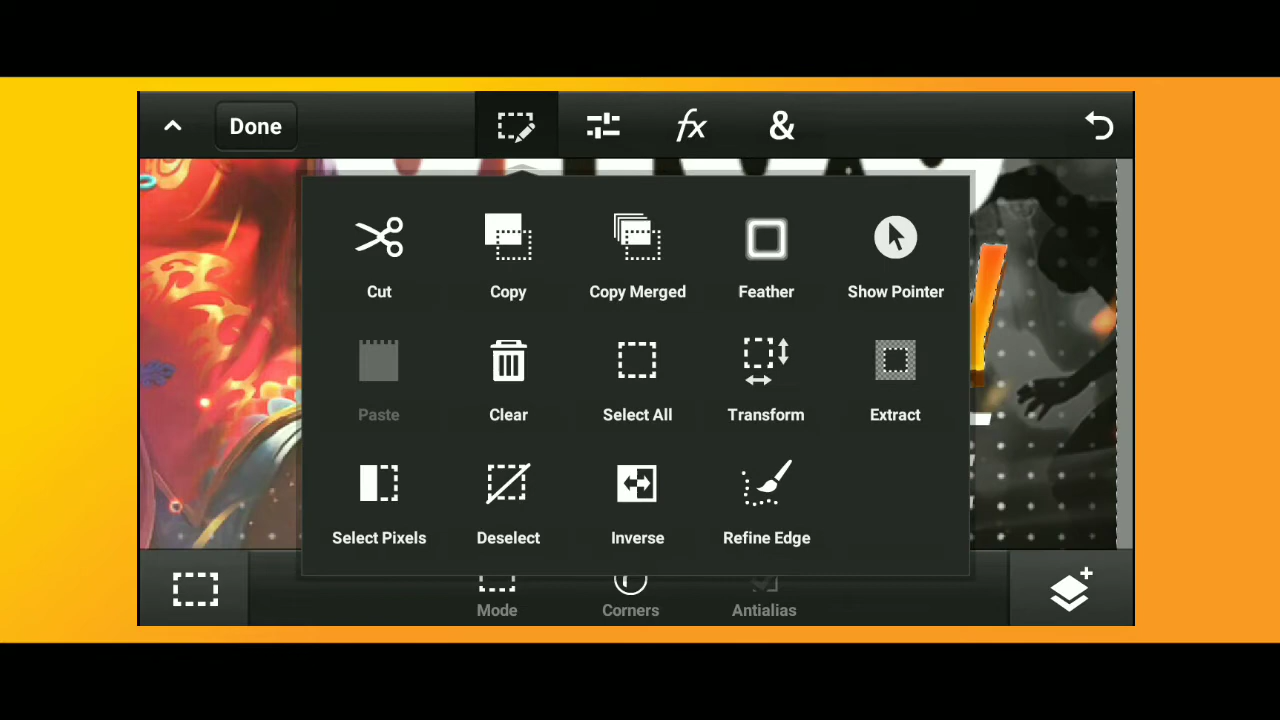 Done fx &
Cut Copy Copy Merged Feather Show Pointer
Paste Clear Select All Transform Extract
Select Pixels Deselect Inverse Refine Edge
Mode Corners Antialias